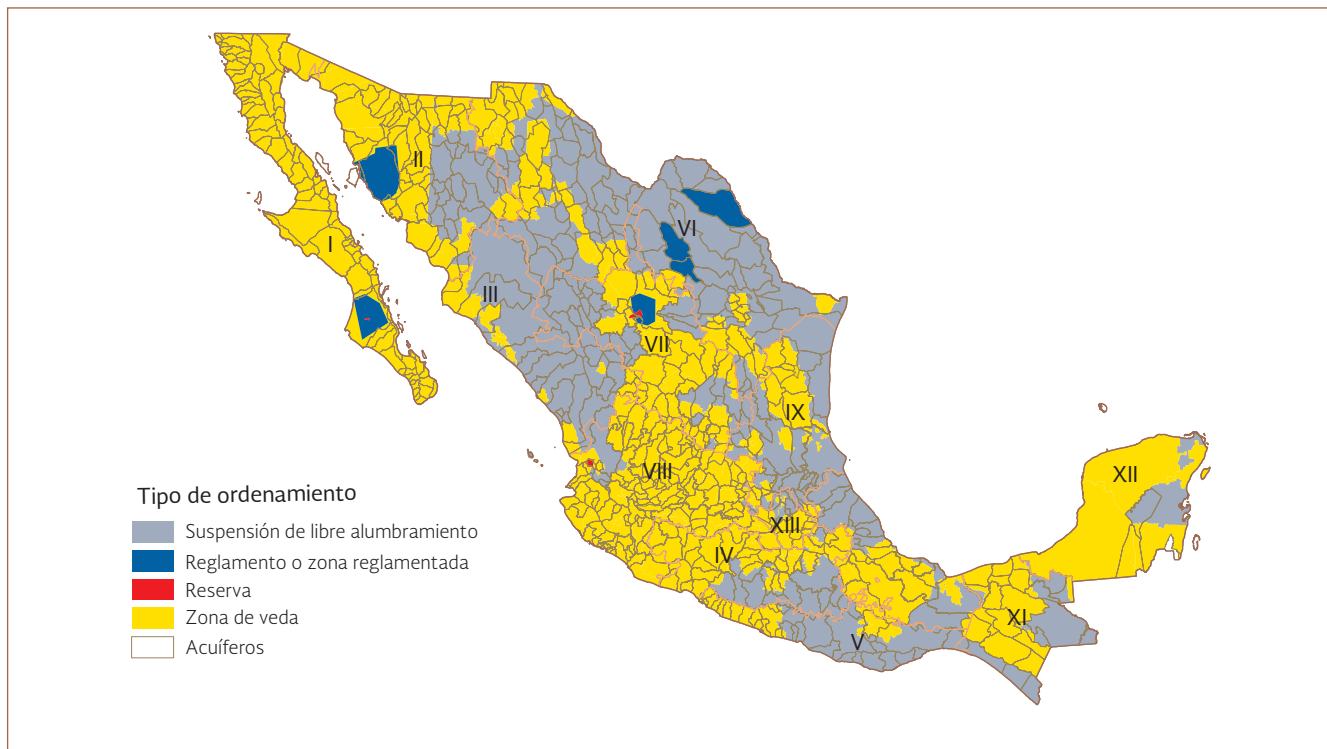 II
VI
I
III
VII
IX
VIII
XII
XIII
IV
XI
V
Tipo de ordenamiento
Suspensión de libre alumbramiento
Reglamento o zona reglamentada
Reserva
Zona de veda
Acuíferos